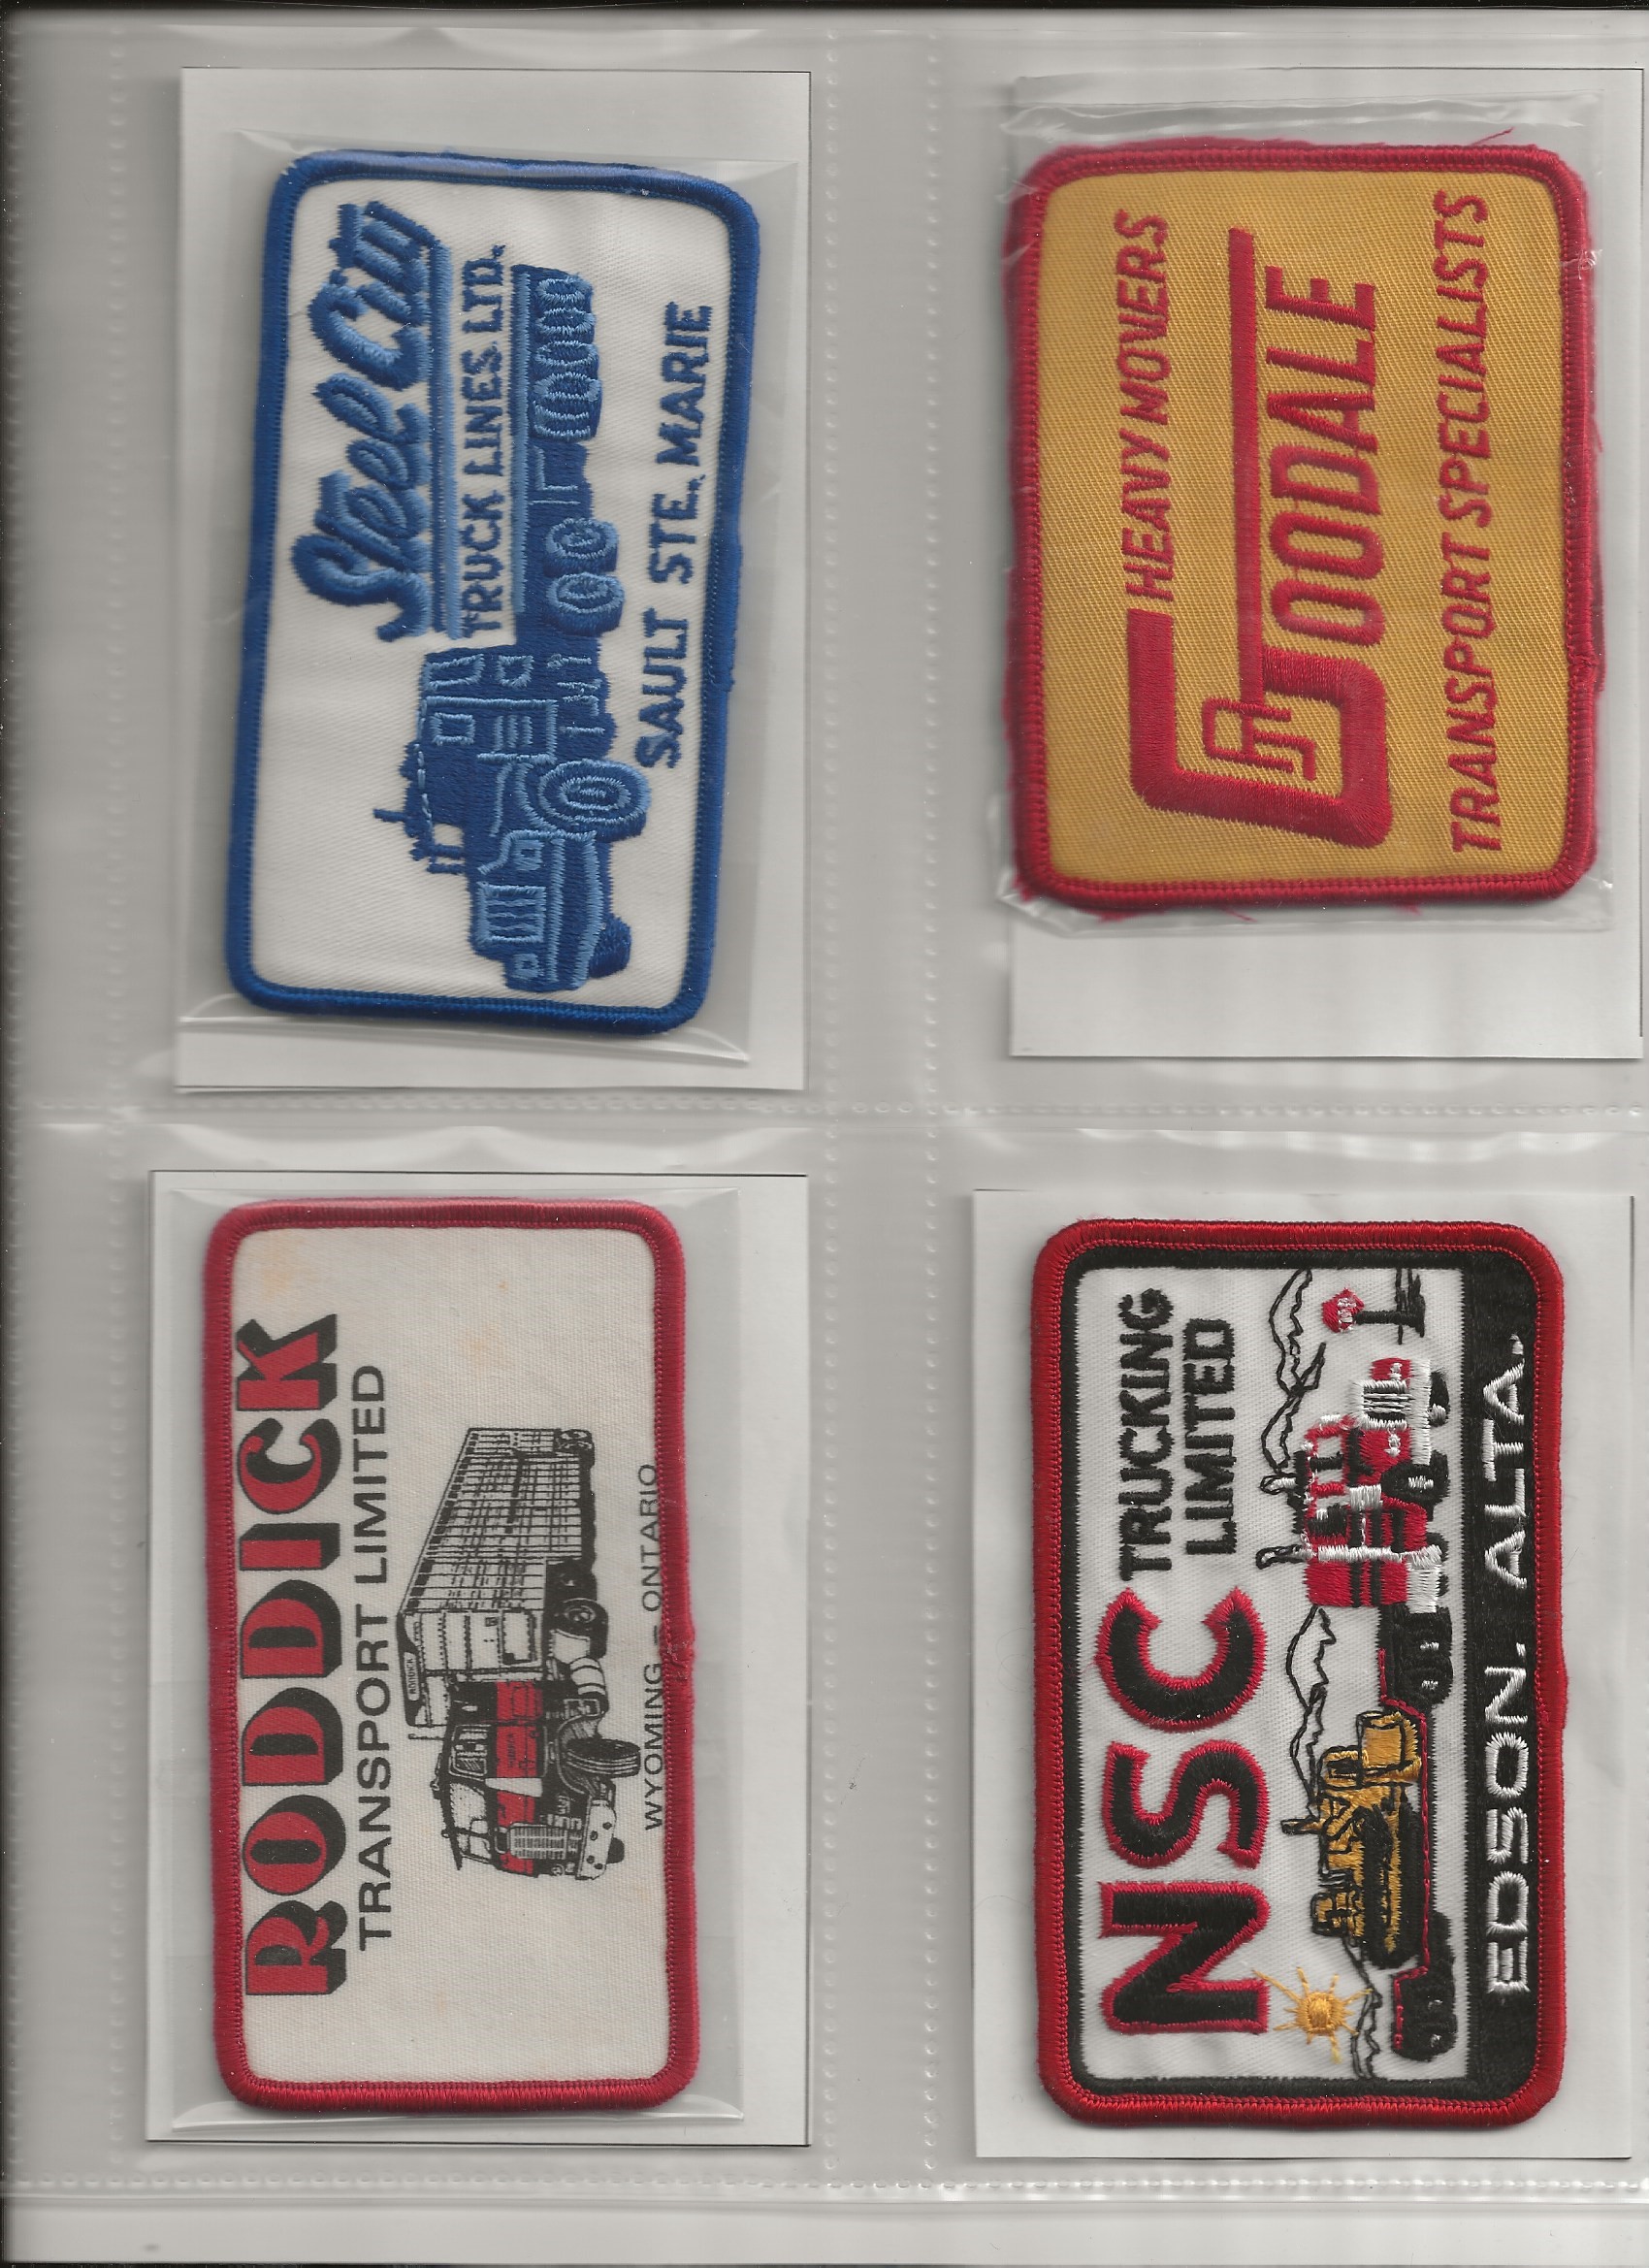 RODDICK
TRANSPORT LIMITED
RODDICK
WYOMING – ONTARIO
Steel City
TRUCK LINES LTD.
SAULT STE. MARIE
NSC TRUCKING
LIMITED
EDSON. ALTA.
HEAVY MOVERS
GOODALE
TRANSPORT SPECIALISTS